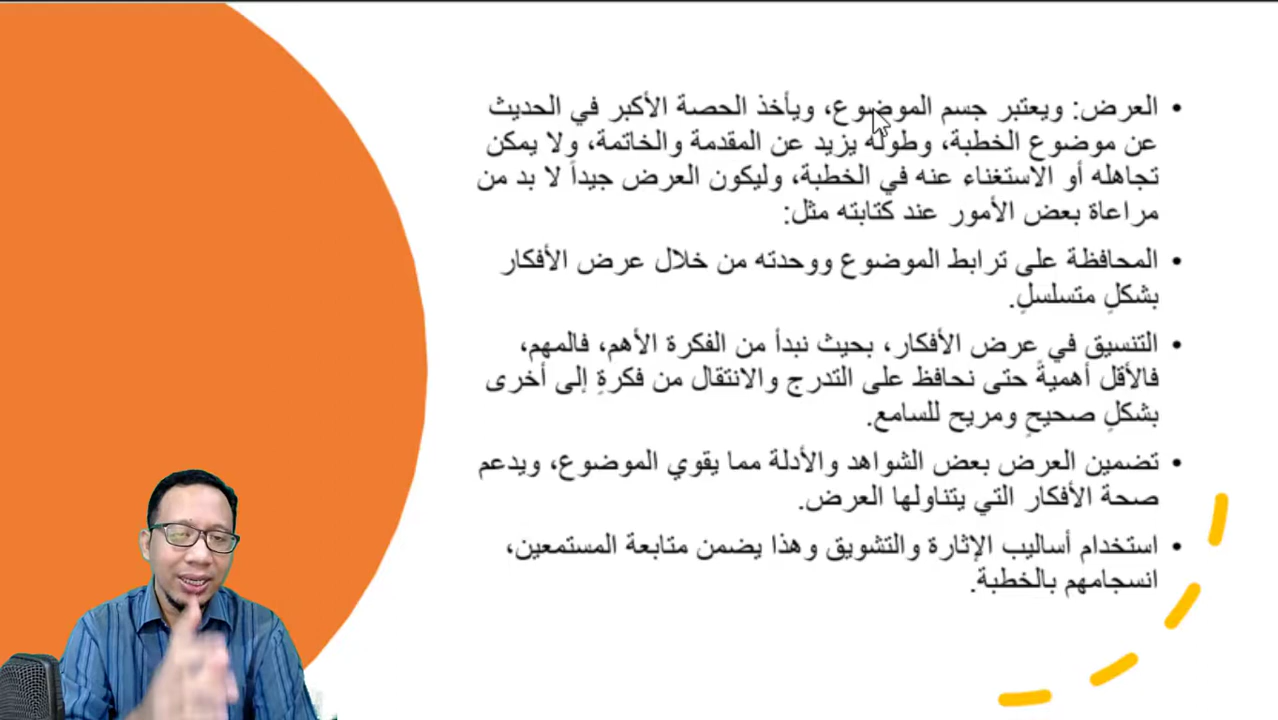 • العرض: ويعتبر جسم الموضوع، ويأخذ الحصة الأكبر في الحديث
عن موضوع الخطبة، وطوله يزيد عن المقدمة والخاتمة، ولا يمكن
تجاهله أو الاستغناء عنه في الخطبة، وليكون العرض جيداً لا بد من
مراعاة بعض الأمور عند كتابته مثل:
• المحافظة على ترابط الموضوع ووحدته من خلال عرض الأفكار
بشكلٍ متسلسلٍ.
• التنسيق في عرض الأفكار، بحيث نبدأ من الفكرة الأهم، فالمهم،
فالأقل أهميةً حتى نحافظ على التدرج والانتقال من فكرةٍ إلى أخرى
بشكلٍ صحيحٍ ومريح للسامع.
• تضمين العرض بعض الشواهد والأدلة مما يقوي الموضوع، ويدعم
صحة الأفكار التي يتناولها العرض.
• استخدام أساليب الإثارة والتشويق وهذا يضمن متابعة المستمعين،
انسجامهم بالخطبة.